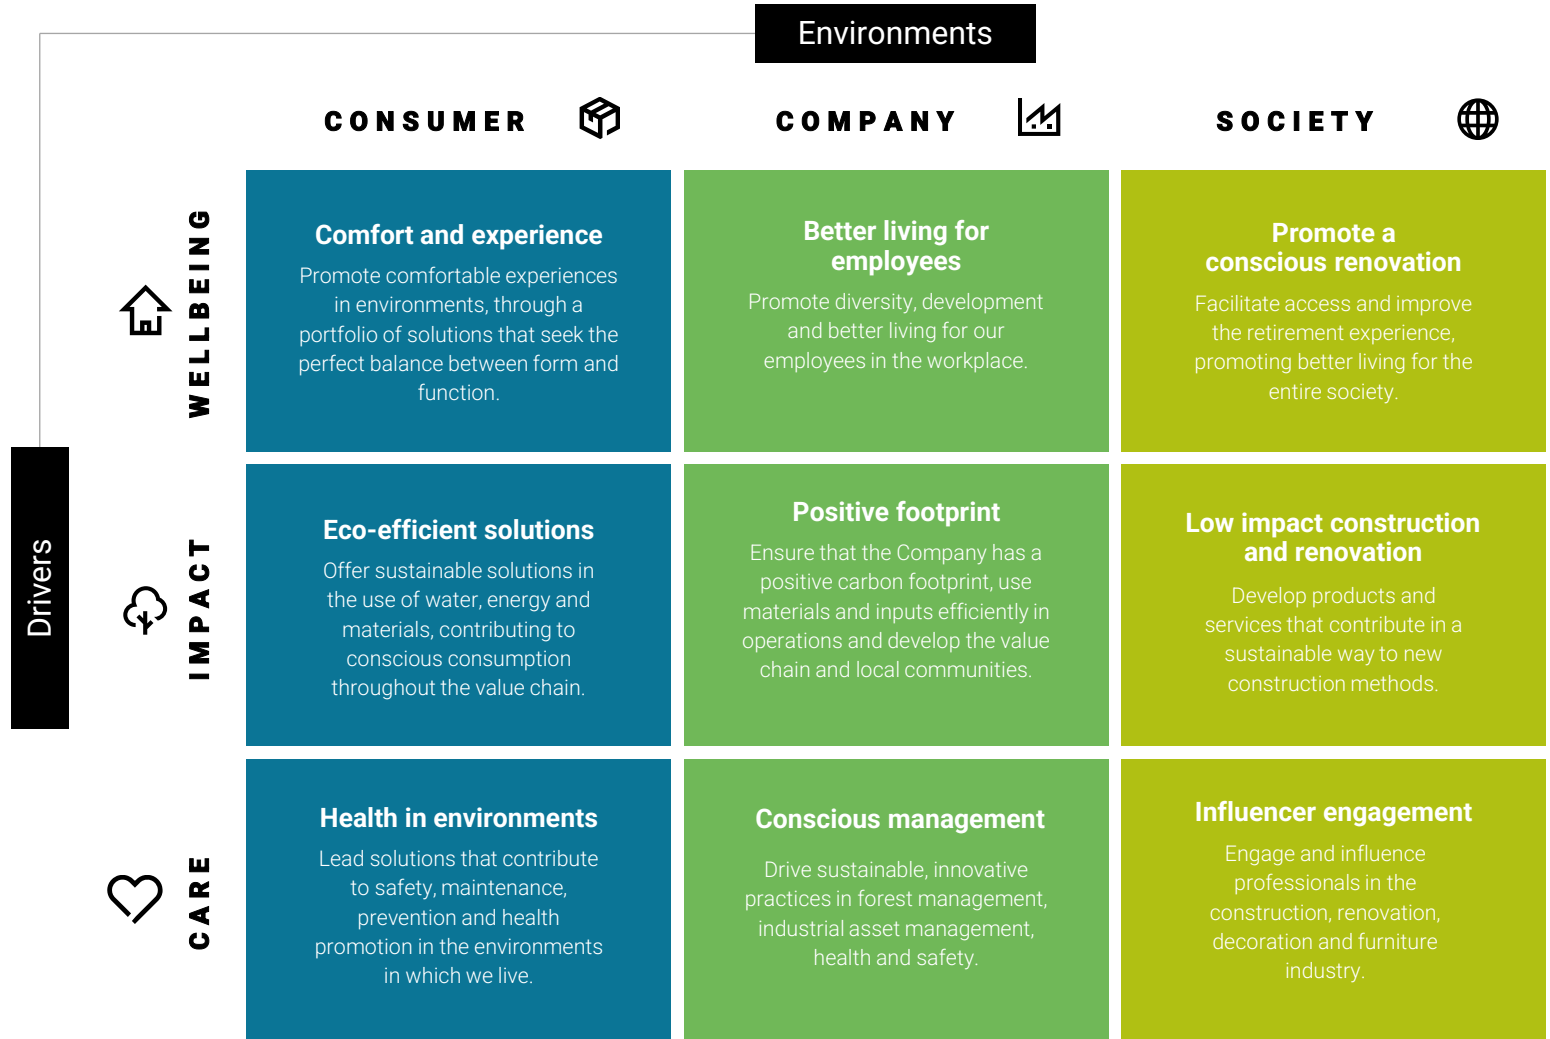 Environments
CONSUMER
COMPANY
SOCIETY
Drivers
WELLBEING
Comfort and experience
Promote comfortable experiences
in environments, through a
portfolio of solutions that seek the
perfect balance between form and
function.
Better living for
employees
Promote diversity, development
and better living for our
employees in the workplace.
Promote a
conscious renovation
Facilitate access and improve
the retirement experience,
promoting better living for the
entire society.
IMPACT
Eco-efficient solutions
Offer sustainable solutions in
the use of water, energy and
materials, contributing to
conscious consumption
throughout the value chain.
Positive footprint
Ensure that the Company has a
positive carbon footprint, use
materials and inputs efficiently in
operations and develop the value
chain and local communities.
Low impact construction
and renovation
Develop products and
services that contribute in a
sustainable way to new
construction methods.
CARE
Health in environments
Lead solutions that contribute
to safety, maintenance,
prevention and health
promotion in the environments
in which we live.
Conscious management
Drive sustainable, innovative
practices in forest management,
industrial asset management,
health and safety.
Influencer engagement
Engage and influence
professionals in the
construction, renovation,
decoration and furniture
industry.